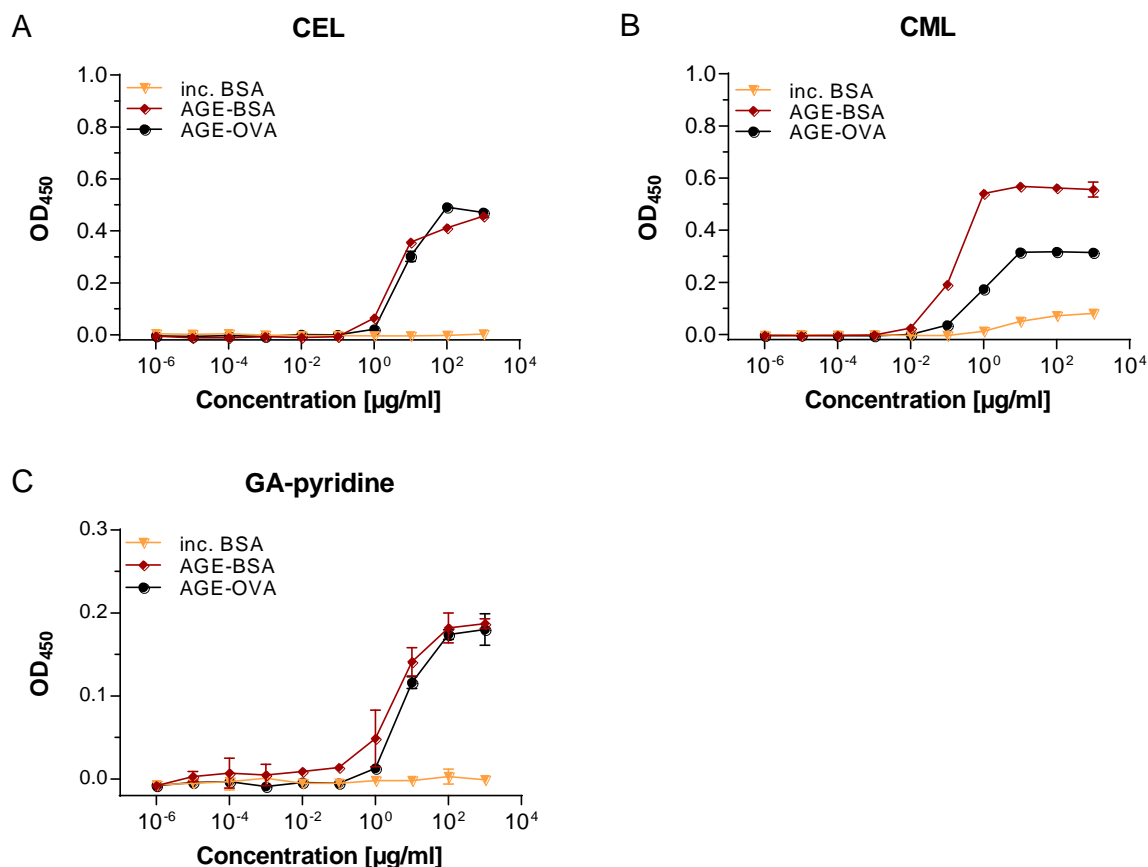 A
CEL
inc. BSA
AGE-BSA
AGE-OVA
1.0
0.8
0.6
0.4
0.2
0.0
OD450
10-6
10-4
10-2
100
102
104
Concentration [µg/ml]
B
CML
inc. BSA
AGE-BSA
AGE-OVA
1.0
0.8
0.6
0.4
0.2
0.0
OD450
10-6
10-4
10-2
100
102
104
Concentration [µg/ml]
C
GA-pyridine
inc. BSA
AGE-BSA
AGE-OVA
0.3
0.2
0.1
0.0
OD450
10-6
10-4
10-2
100
102
104
Concentration [µg/ml]